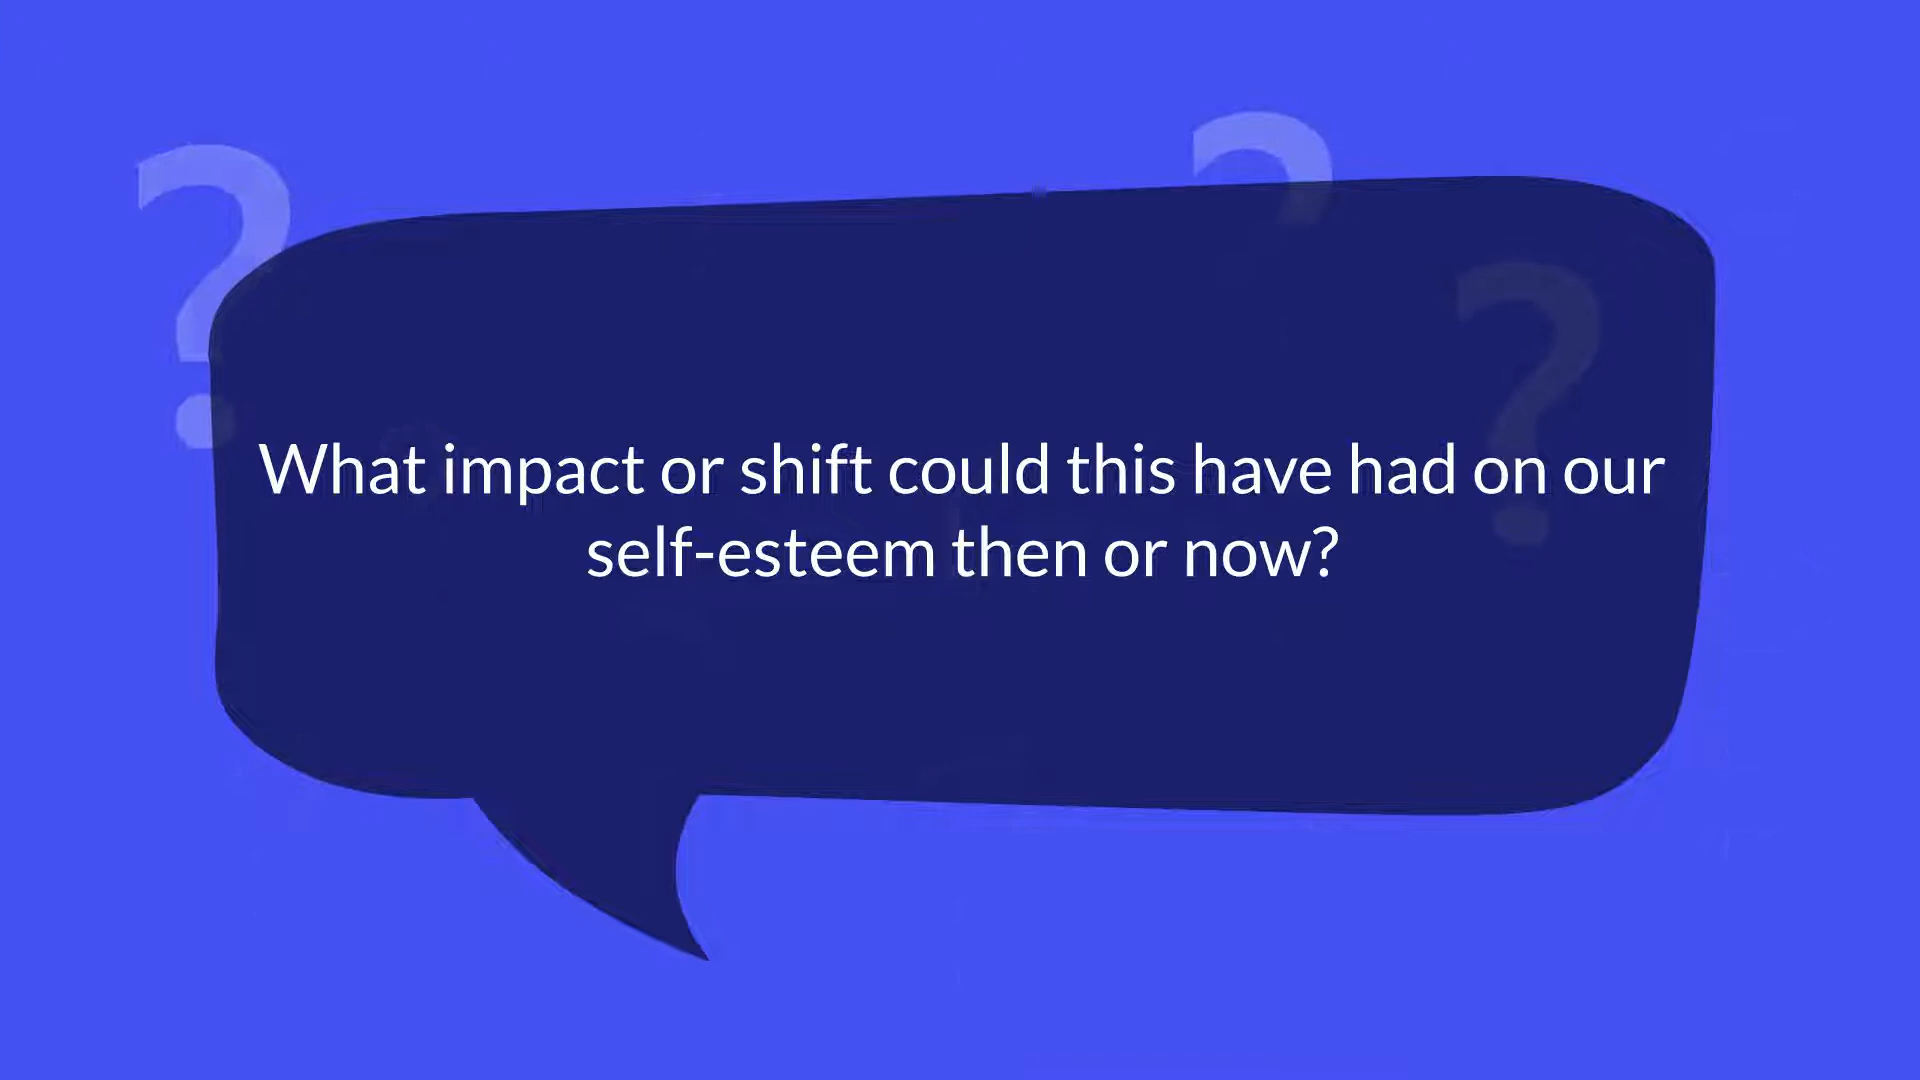 What impact or shift could this have had on our
self-esteem then or now?